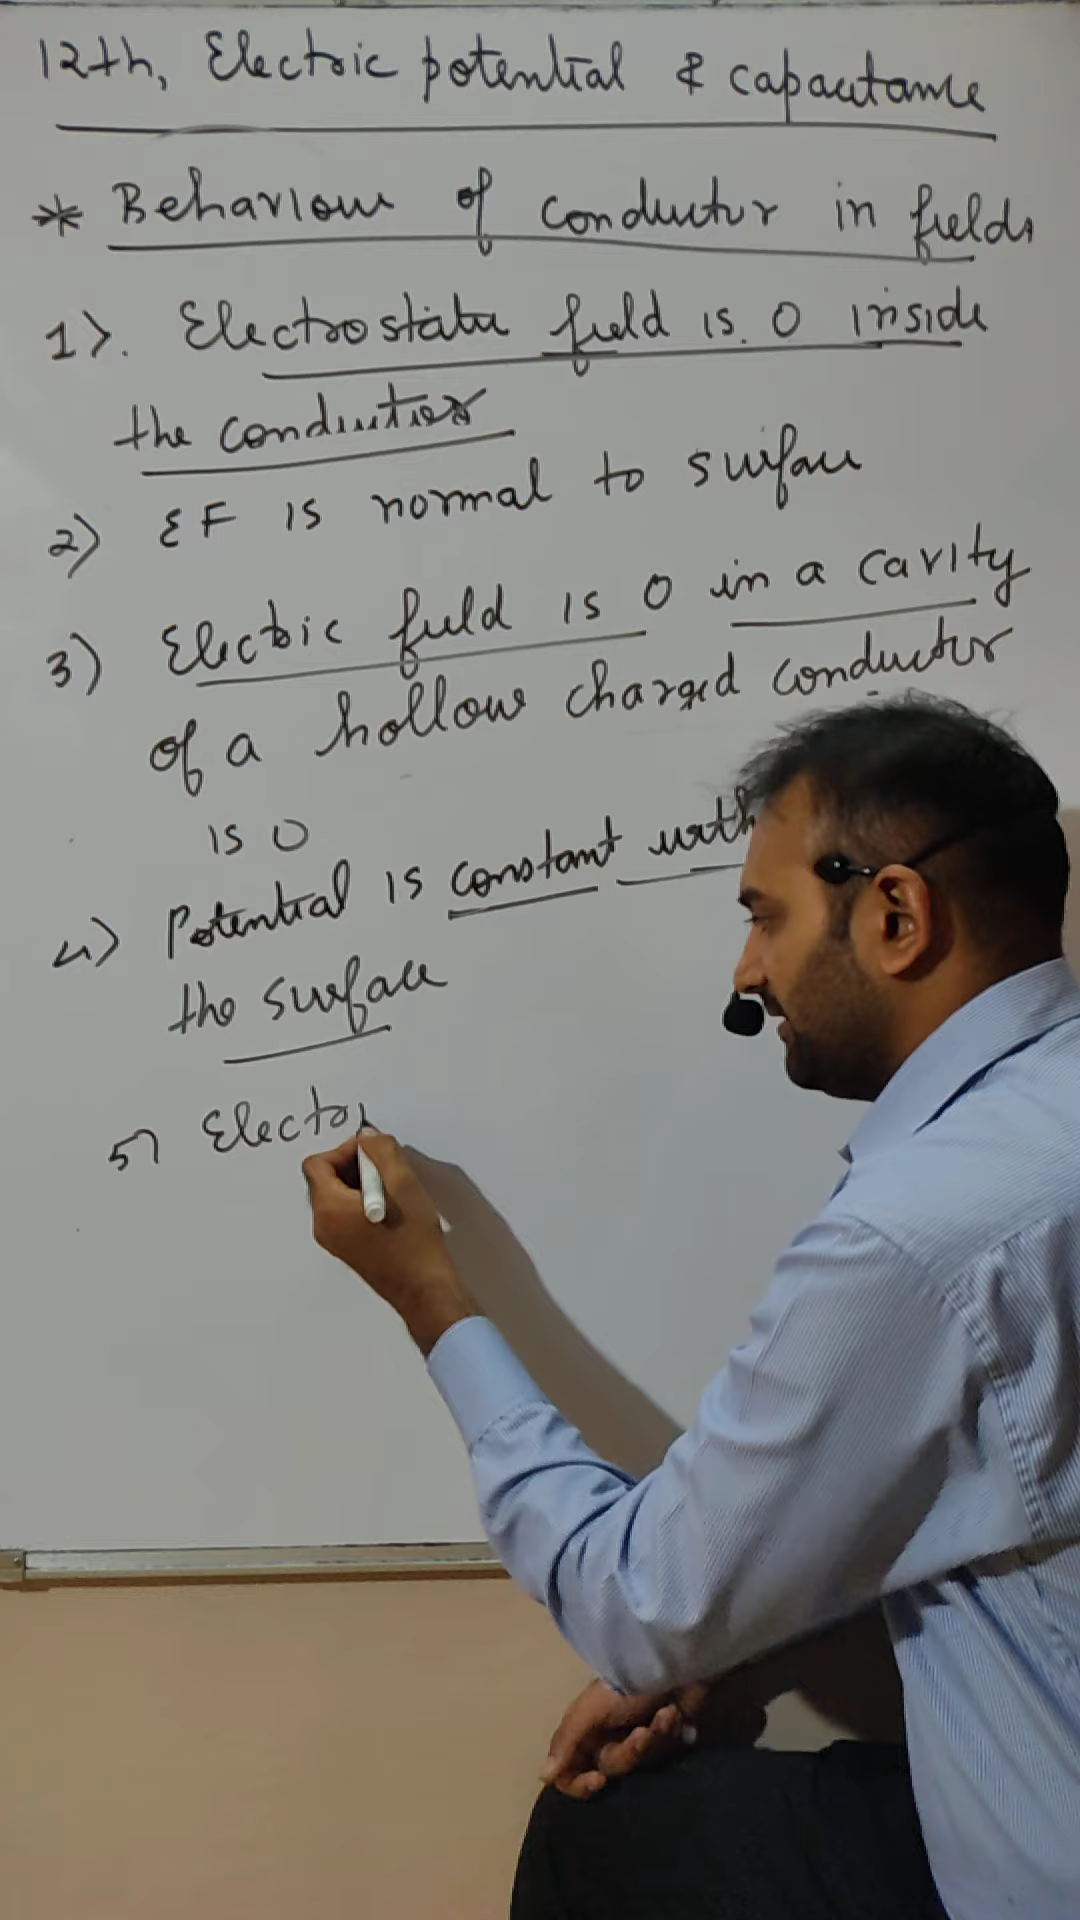 12th, Electric potential & capacitance
* Behaviour of conductor in fields
1). Electrostatic field is 0 inside
the conductor
2) EF is normal to surface
3) Electric field is 0 in a cavity
of a hollow charged conductor
is 0
4) Potential is constant with
the surface
5) Electr